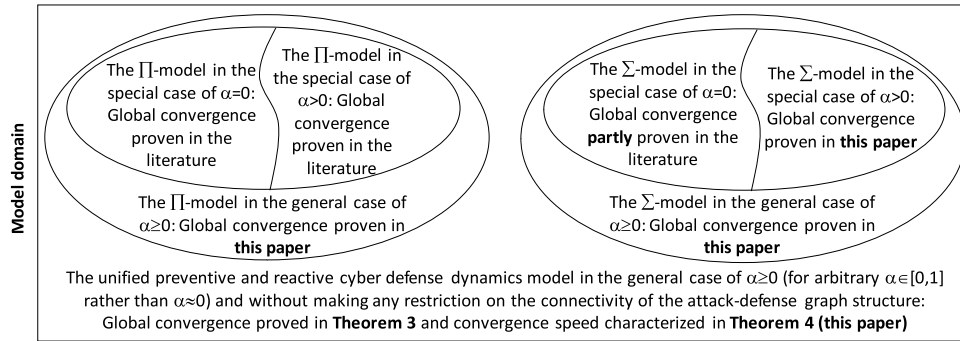 Model domain
The ∏-model in the
special case of α=0:
Global convergence
proven in the
literature
The ∏-model in
the special case of
α>0: Global
convergence
proven in the
literature
The ∏-model in the general case of
α≥0: Global convergence proven in
this paper
The ∑-model in the
special case of α=0:
Global convergence
partly proven in the
literature
The ∑-model in the
special case of α>0:
Global convergence
proven in this paper
The ∑-model in the general case of
α≥0: Global convergence proven in
this paper
The unified preventive and reactive cyber defense dynamics model in the general case of α≥0 (for arbitrary α∈[0,1]
rather than α≈0) and without making any restriction on the connectivity of the attack-defense graph structure:
Global convergence proved in Theorem 3 and convergence speed characterized in Theorem 4 (this paper)